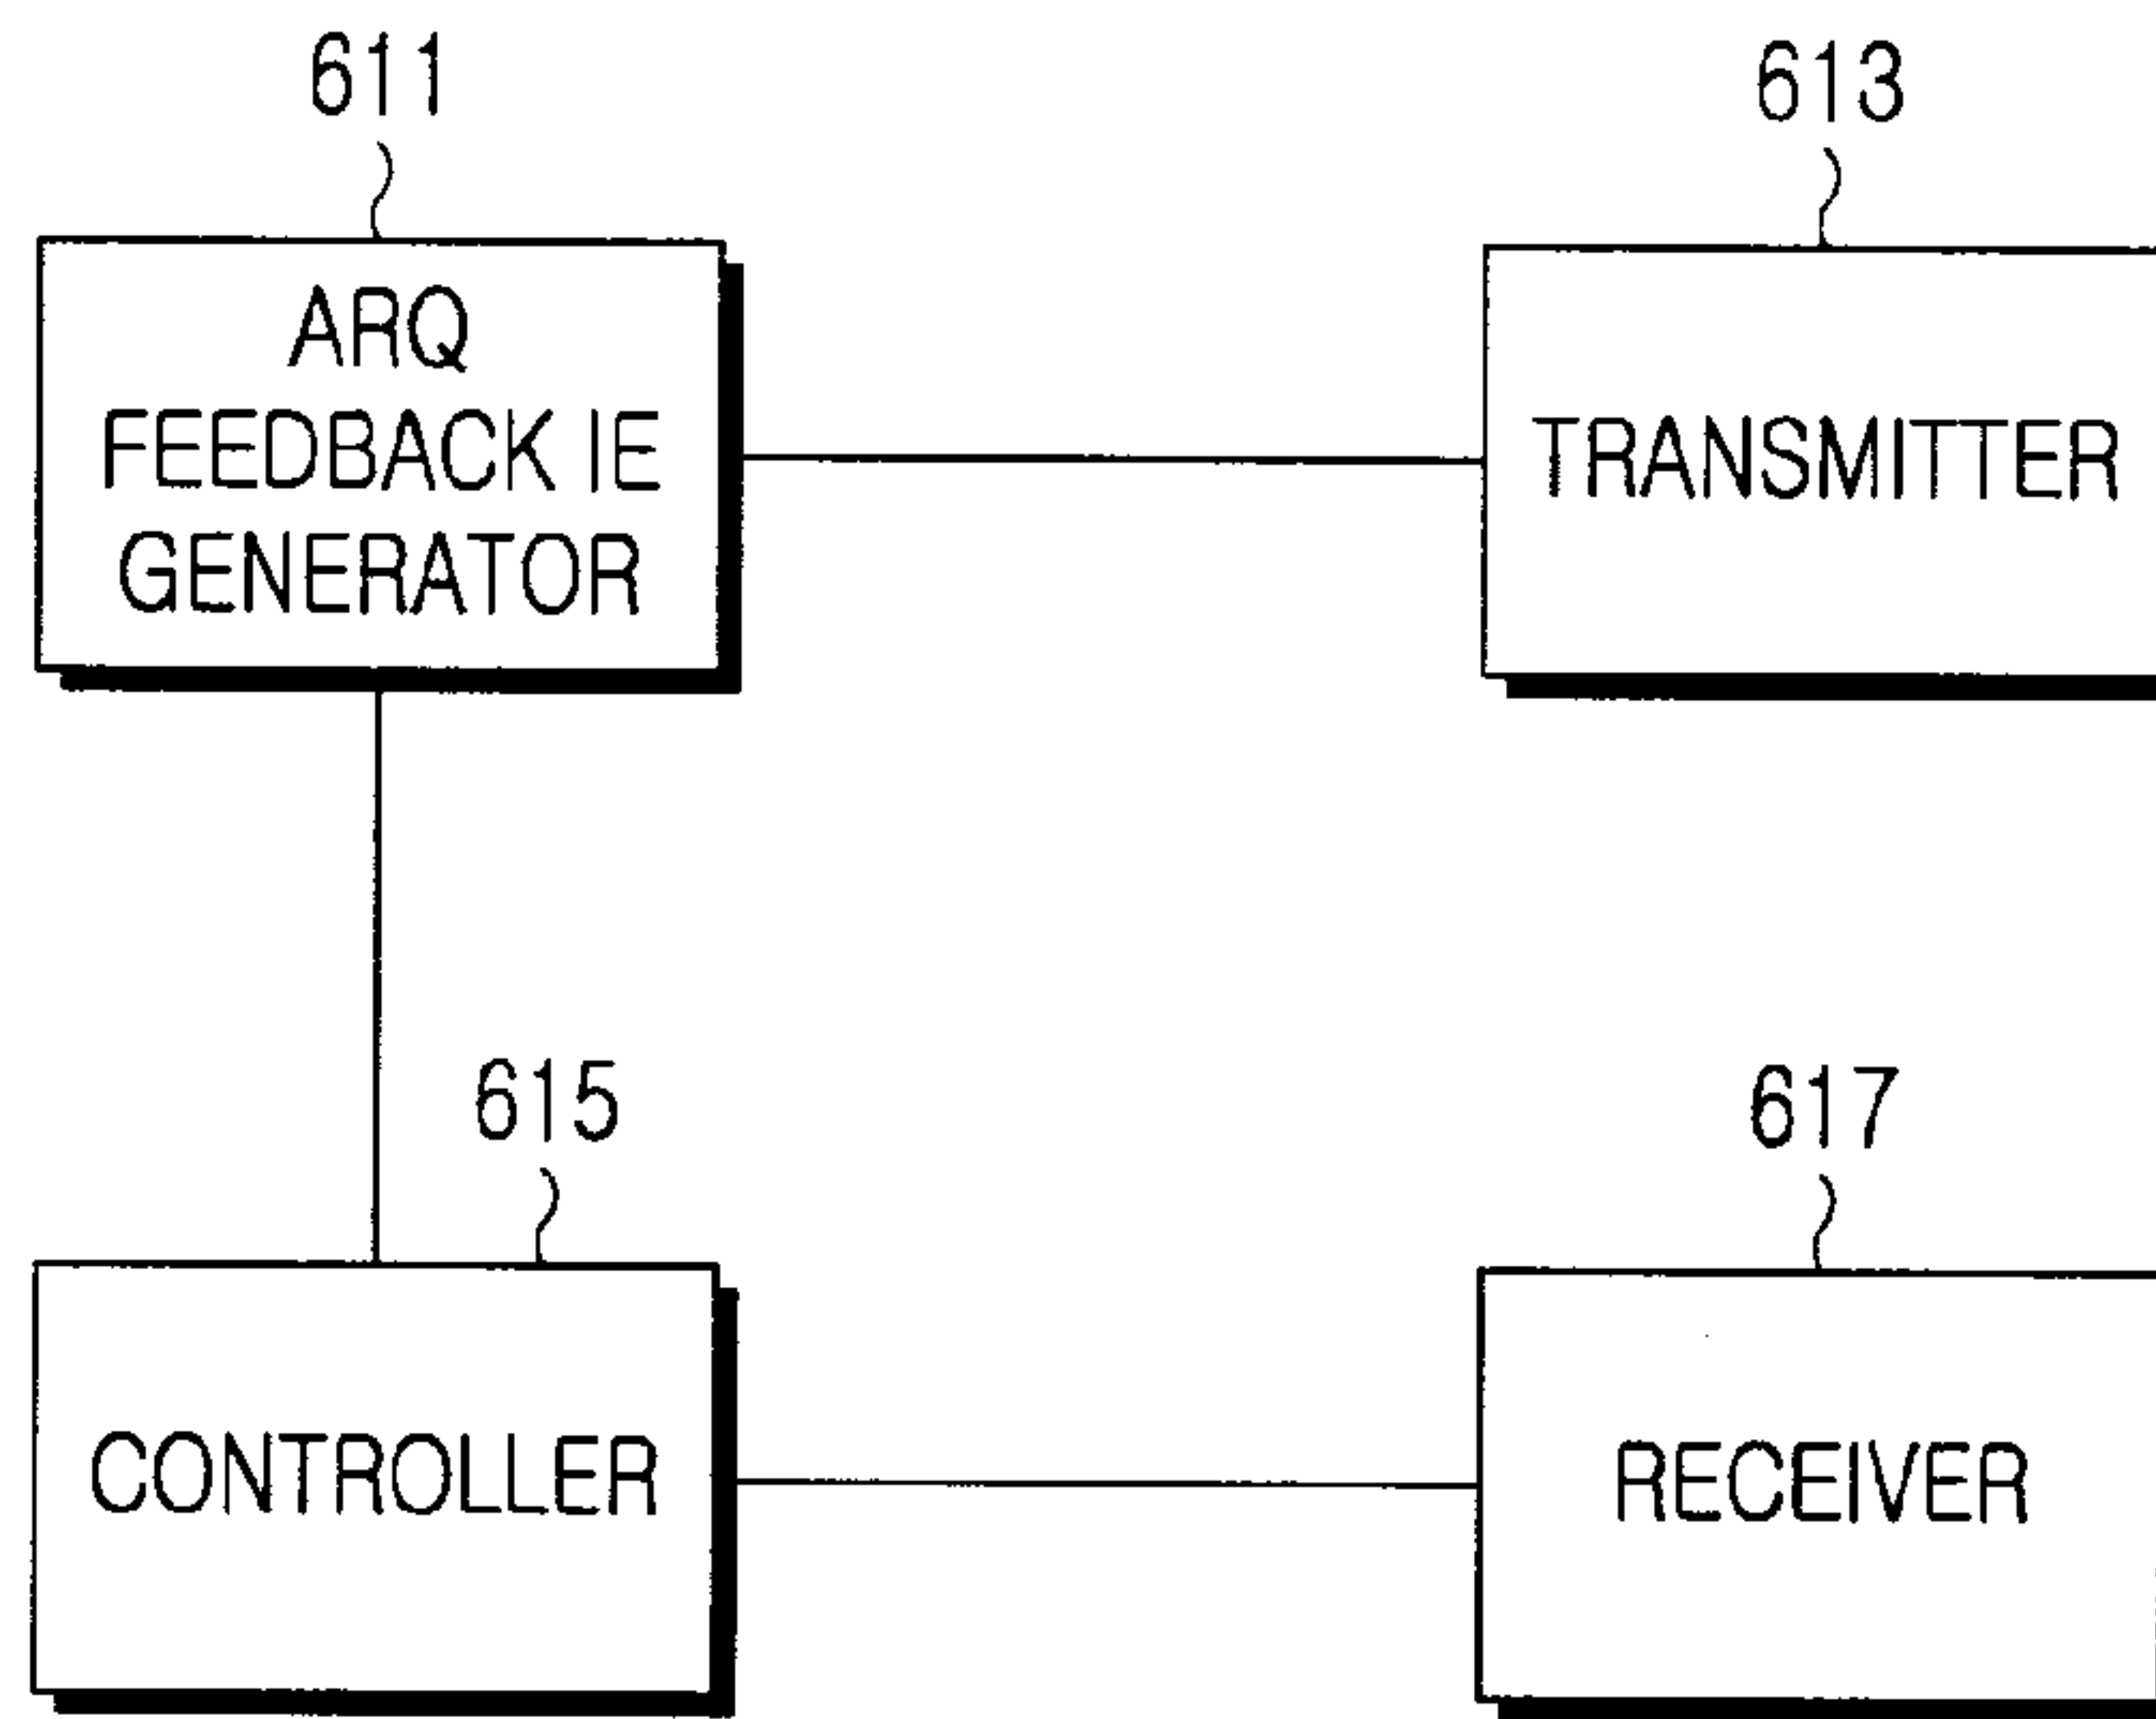 611
613
ARQ
FEEDBACK IE
GENERATOR
TRANSMITTER
615
617
CONTROLLER
RECEIVER